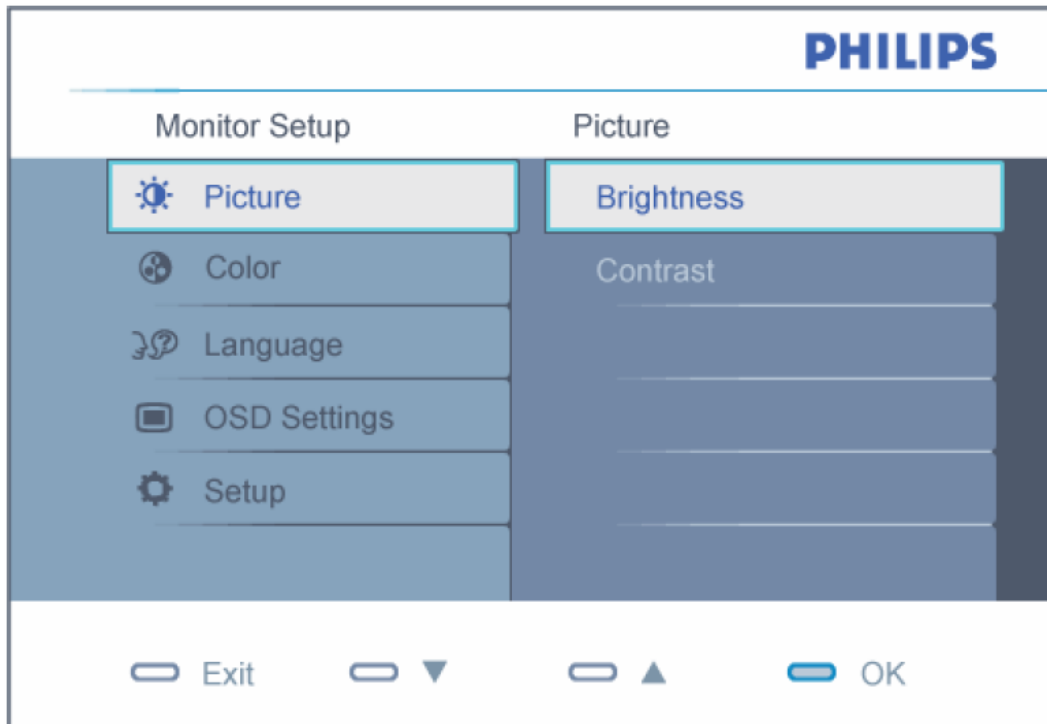 PHILIPS
Monitor Setup
Picture
Picture
Brightness
Color
Contrast
Language
OSD Settings
Setup
Exit ▼ ▲ OK